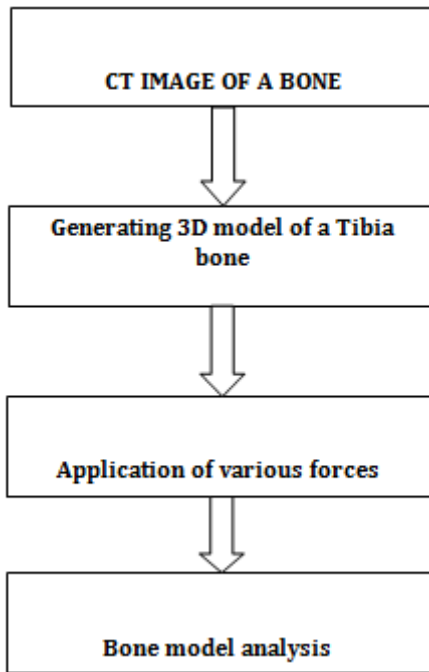 CT IMAGE OF A BONE
Generating 3D model of a Tibia
bone
Application of various forces
Bone model analysis